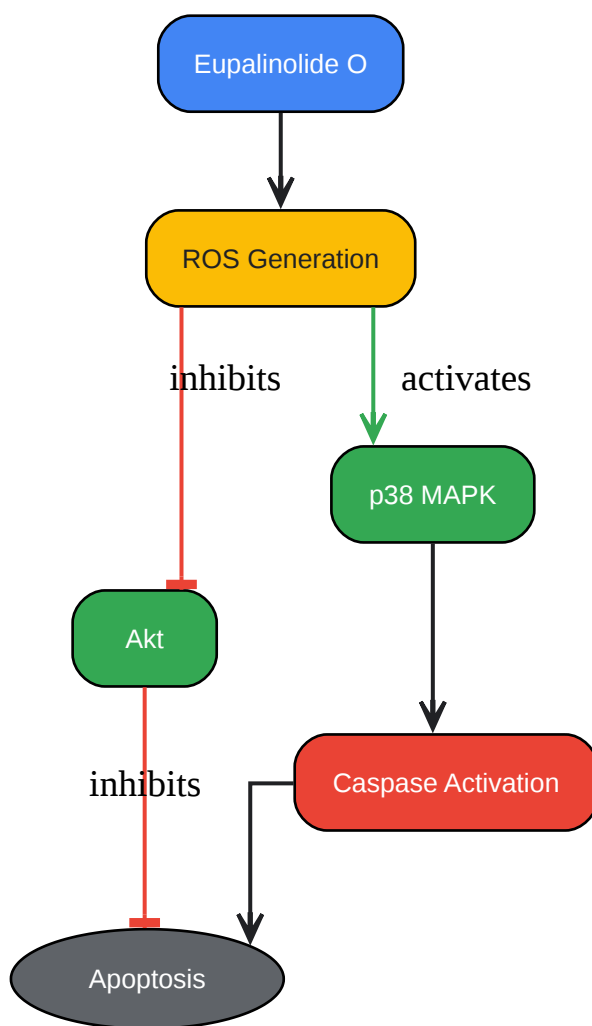 Eupalinolide O
ROS Generation
inhibits
activates
p38 MAPK
Akt
inhibits
Caspase Activation
Apoptosis